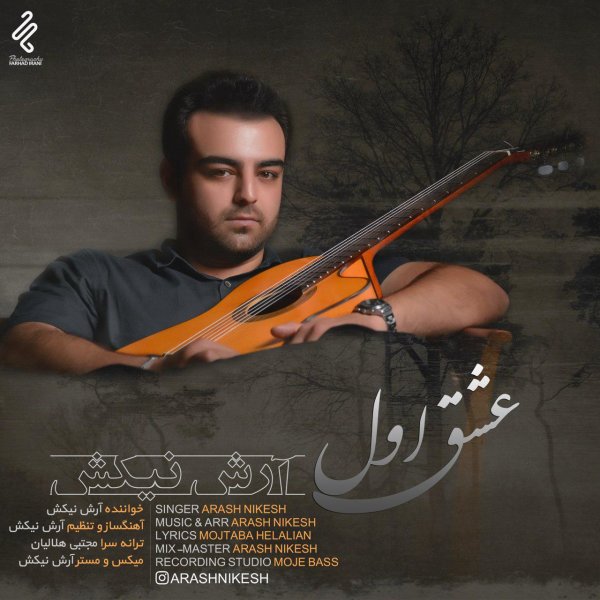 Photography
FARHAD IMANI
عشق اول
آرش نیکش
خواننده آرش نیکش
آهنگساز و تنظیم آرش نیکش
ترانه سرا مجتبی هلالیان
میکس و مستر آرش نیکش
SINGER ARASH NIKESH
MUSIC & ARR ARASH NIKESH
LYRICS MOJTABA HELALIAN
MIX-MASTER ARASH NIKESH
RECORDING STUDIO MOJE BASS
ARASHNIKESH